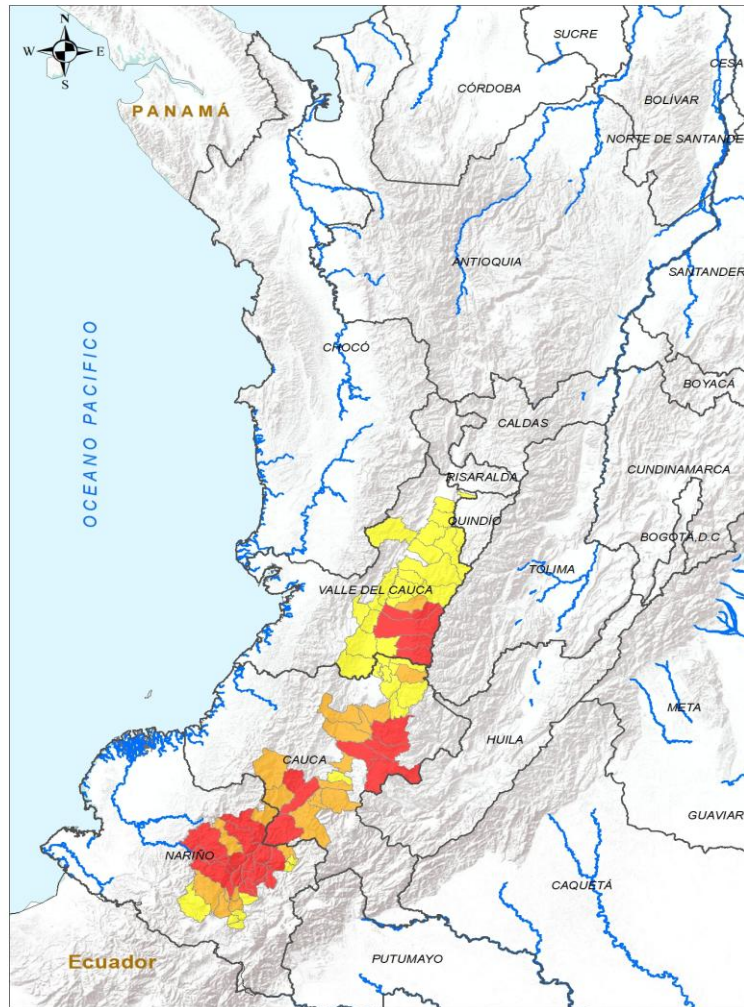 N
W E
S
PANAMÁ
SUCRE
CÓRDOBA
CESA
BOLÍVAR
NORTE DE SANTANDE
ANTIOQUIA
SANTANDER
OCEANO PACIFICO
CHOCÓ
BOYACÁ
CALDAS
CUNDINAMARCA
RISARALDA
QUINDÍO
BOGOTÁ,D.C
TOLIMA
VALLE DEL CAUCA
META
HUILA
CAUCA
GUAVIAR
NARIÑO
CAQUETÁ
Ecuador
PUTUMAYO